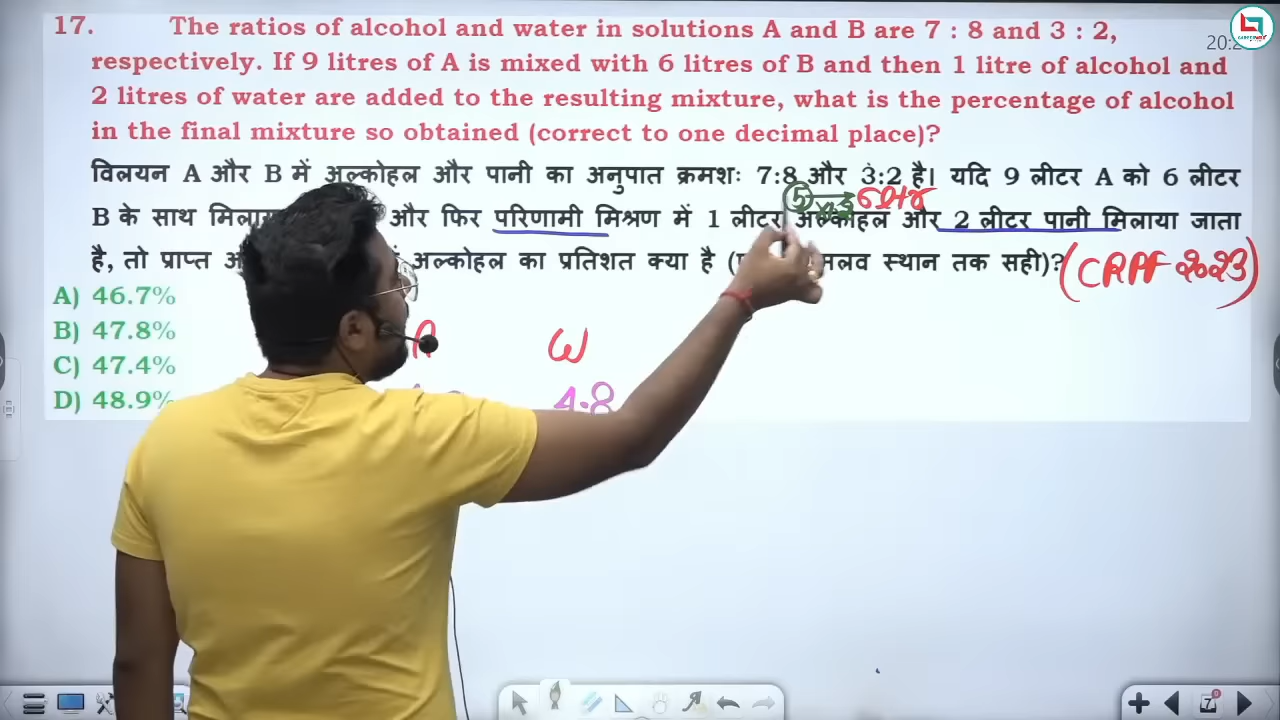 17. The ratios of alcohol and water in solutions A and B are 7 : 8 and 3 : 2,
respectively. If 9 litres of A is mixed with 6 litres of B and then 1 litre of alcohol and
2 litres of water are added to the resulting mixture, what is the percentage of alcohol
in the final mixture so obtained (correct to one decimal place)?
विलयन A और B में अल्कोहल और पानी का अनुपात क्रमशः 7:8 और 3:2 है। यदि 9 लीटर A को 6 लीटर
B के साथ और फिर परिणामी मिश्रण में 1 लीटर अल्कोहल और 2 लीटर पानी मिलाया जाता
है, तो प्राप्त अल्कोहल का प्रतिशत क्या है स्थान तक सही)?
(CRPF 2023)
A) 46.7%
B) 47.8%
C) 47.4%
D) 48.9%
A W
4.8